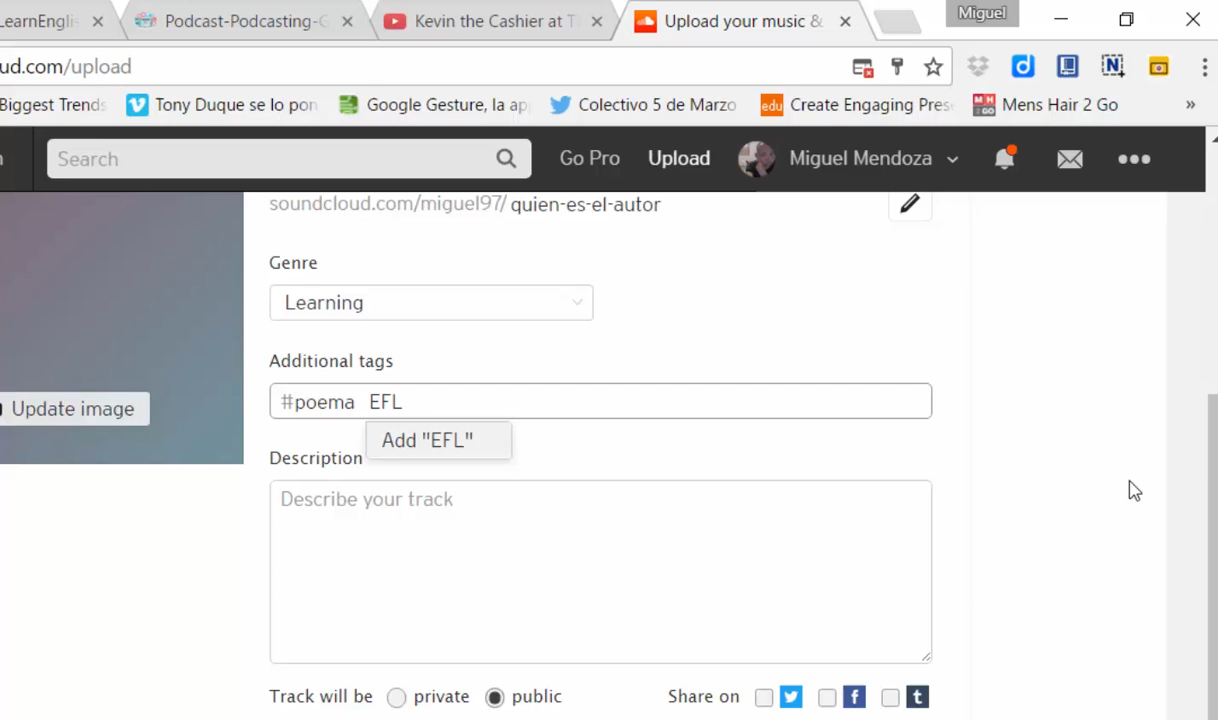 LearnEnglis Podcast-Podcasting-G Kevin the Cashier at T Upload your music & Miguel
ud.com/upload
Biggest Trends Tony Duque se lo pon Google Gesture, la ap Colectivo 5 de Marzo Create Engaging Pres Mens Hair 2 Go »
Search Go Pro Upload Miguel Mendoza
soundcloud.com/miguel97/ quien-es-el-autor
Genre
Learning
Additional tags
#poema EFL
Update image
Add "EFL"
Description
Describe your track
Track will be private public Share on